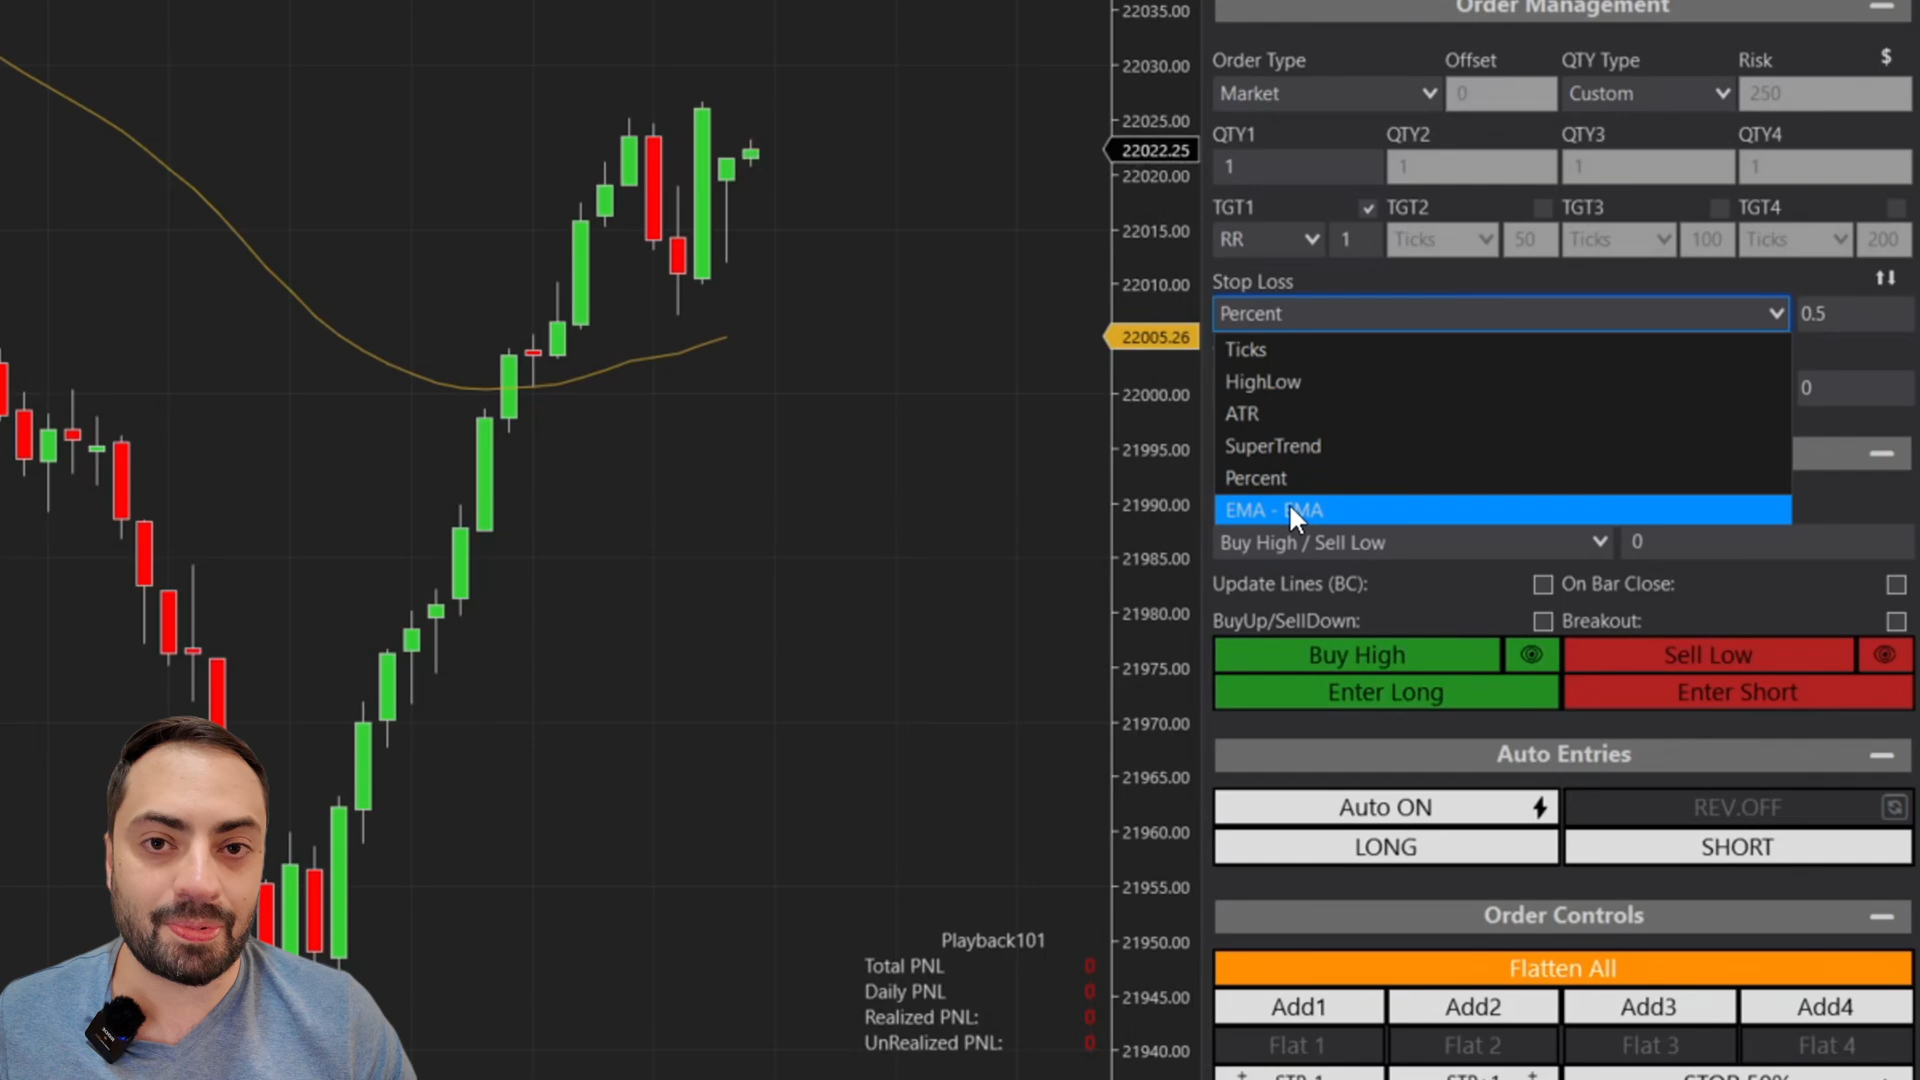 Order Management
Order Type Offset QTY Type Risk $
Market 0 Custom 250
QTY1 QTY2 QTY3 QTY4
1 1 1 1
TGT1 TGT2 TGT3 TGT4
RR 1 Ticks 50 Ticks 100 Ticks 200
Stop Loss
Percent 0.5
Ticks
HighLow
0
ATR
SuperTrend
Percent
EMA - EMA
Buy High / Sell Low 0
Update Lines (BC): On Bar Close:
BuyUp/SellDown: Breakout:
Buy High Sell Low
Enter Long Enter Short
Auto Entries
Auto ON REV.OFF
LONG SHORT
Order Controls
Flatten All
Add1 Add2 Add3 Add4
Flat 1 Flat 2 Flat 3 Flat 4
22035.00
22030.00
22025.00
22022.25
22020.00
22015.00
22010.00
22005.26
22000.00
21995.00
21990.00
21985.00
21980.00
21975.00
21970.00
21965.00
21960.00
21955.00
21950.00
21945.00
21940.00
Playback101
Total PNL 0
Daily PNL 0
Realized PNL: 0
UnRealized PNL: 0